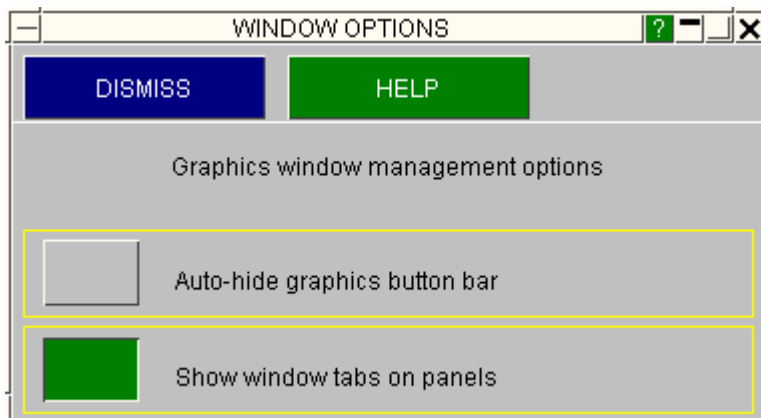 WINDOW OPTIONS ?
DISMISS HELP
Graphics window management options
Auto-hide graphics button bar
Show window tabs on panels